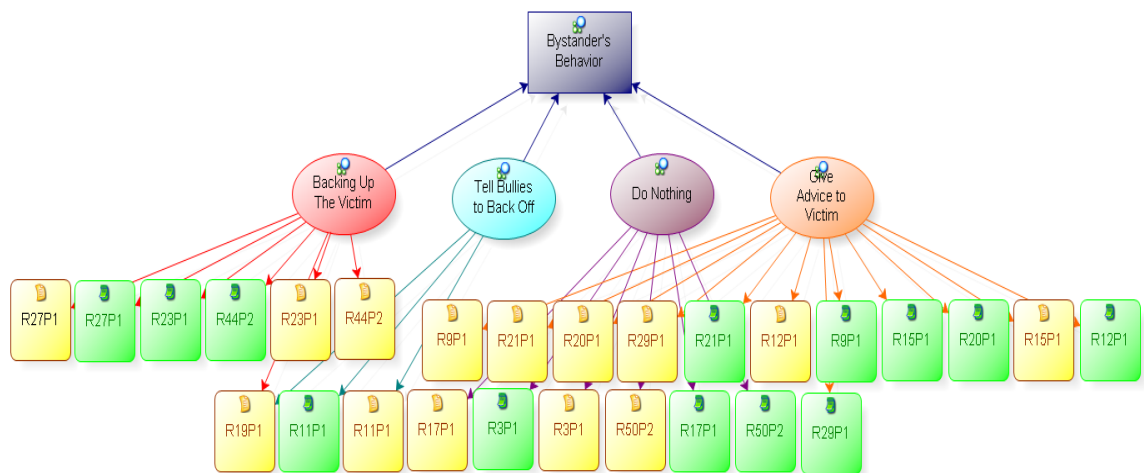 Bystander's
Behavior
Backing Up
The Victim
Tell Bullies
to Back Off
Do Nothing
Give
Advice to
Victim
R27P1
R27P1
R23P1
R44P2
R23P1
R44P2
R9P1
R21P1
R20P1
R29P1
R21P1
R12P1
R9P1
R15P1
R20P1
R15P1
R12P1
R19P1
R11P1
R11P1
R17P1
R3P1
R3P1
R50P2
R17P1
R50P2
R29P1